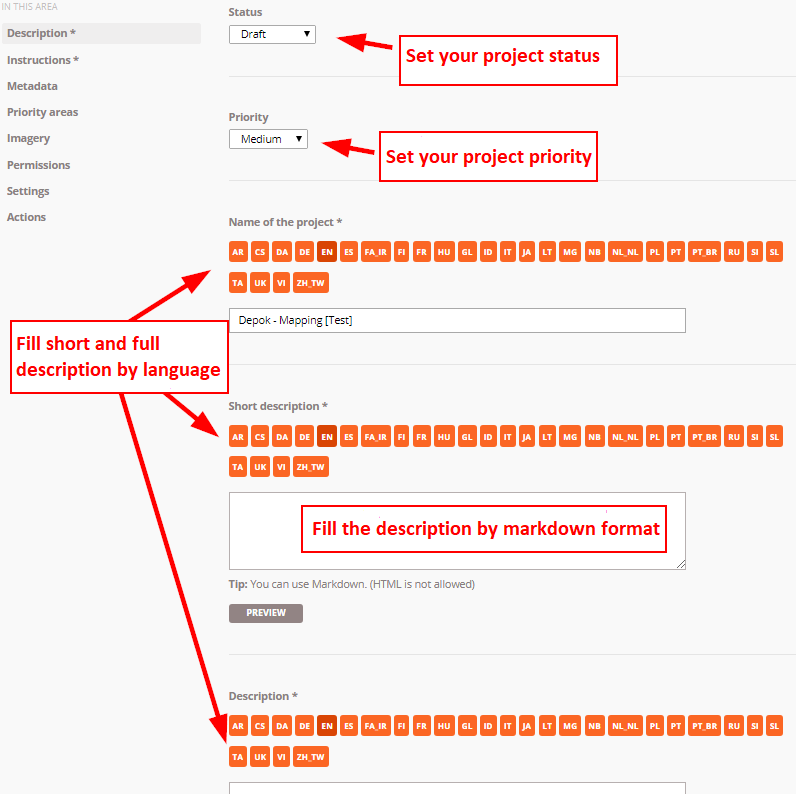 IN THIS AREA
Description *
Instructions *
Metadata
Priority areas
Imagery
Permissions
Settings
Actions
Status
Draft
Set your project status
Priority
Medium
Set your project priority
Name of the project *
AR CS DA DE EN ES FA_IR FI FR HU GL ID IT JA LT MG NB NL_NL PL PT PT_BR RU SI SL
TA UK VI ZH_TW
Depok - Mapping [Test]
Fill short and full
description by language
Short description *
AR CS DA DE EN ES FA_IR FI FR HU GL ID IT JA LT MG NB NL_NL PL PT PT_BR RU SI SL
TA UK VI ZH_TW
Fill the description by markdown format
Tip: You can use Markdown. (HTML is not allowed)
PREVIEW
Description *
AR CS DA DE EN ES FA_IR FI FR HU GL ID IT JA LT MG NB NL_NL PL PT PT_BR RU SI SL
TA UK VI ZH_TW